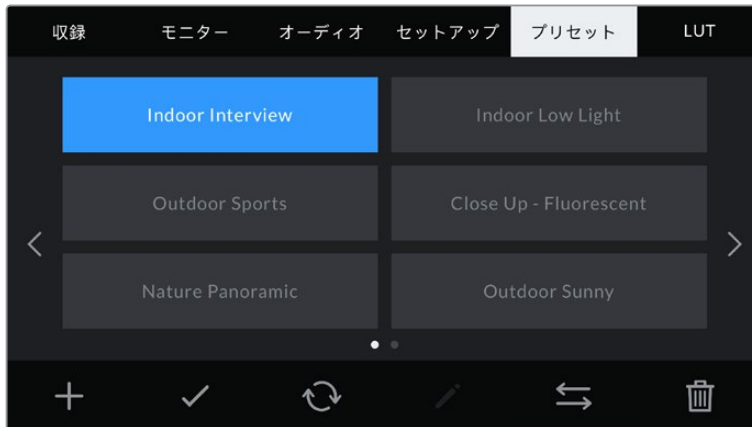 収録 モニター オーディオ セットアップ プリセット LUT
Indoor Interview Indoor Low Light
Outdoor Sports Close Up - Fluorescent
Nature Panoramic Outdoor Sunny